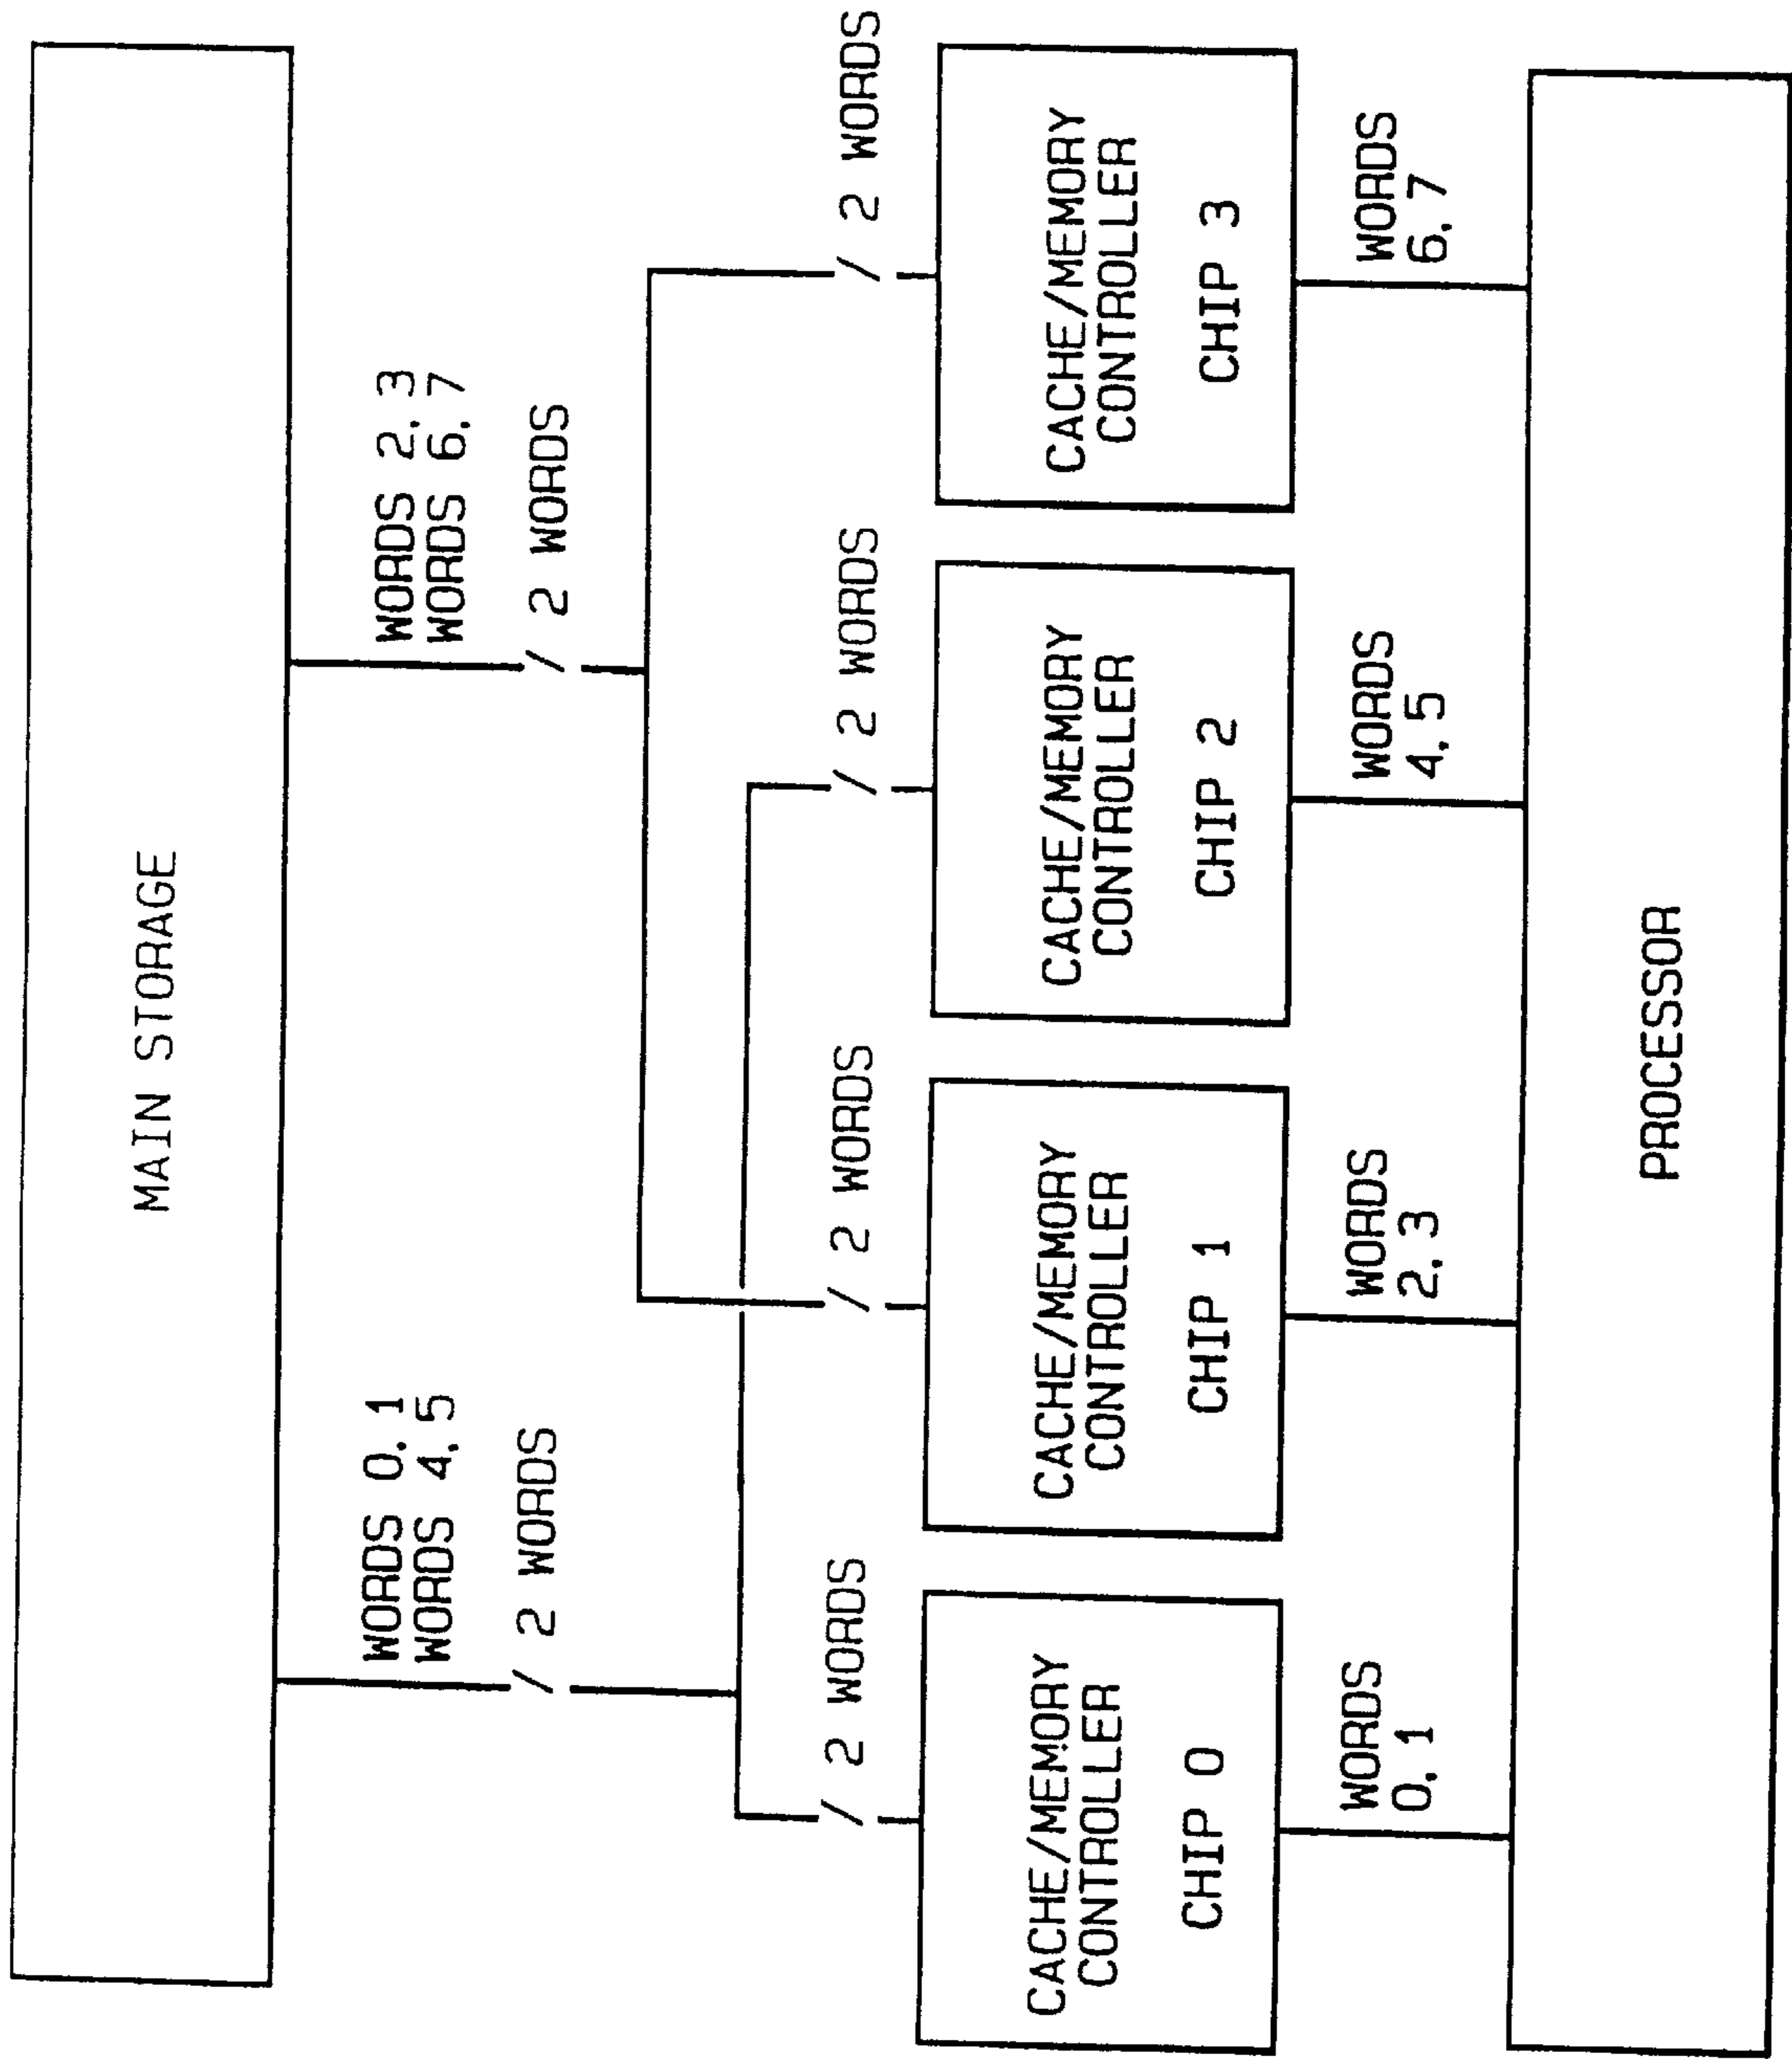 MAIN STORAGE
WORDS 0, 1
WORDS 4, 5
WORDS 2, 3
WORDS 6, 7
/ 2 WORDS
/ 2 WORDS
/ 2 WORDS
/ 2 WORDS
/ 2 WORDS
/ 2 WORDS
CACHE/MEMORY
CONTROLLER
CHIP 0
CACHE/MEMORY
CONTROLLER
CHIP 1
CACHE/MEMORY
CONTROLLER
CHIP 2
CACHE/MEMORY
CONTROLLER
CHIP 3
WORDS
0, 1
WORDS
2, 3
WORDS
4, 5
WORDS
6, 7
PROCESSOR